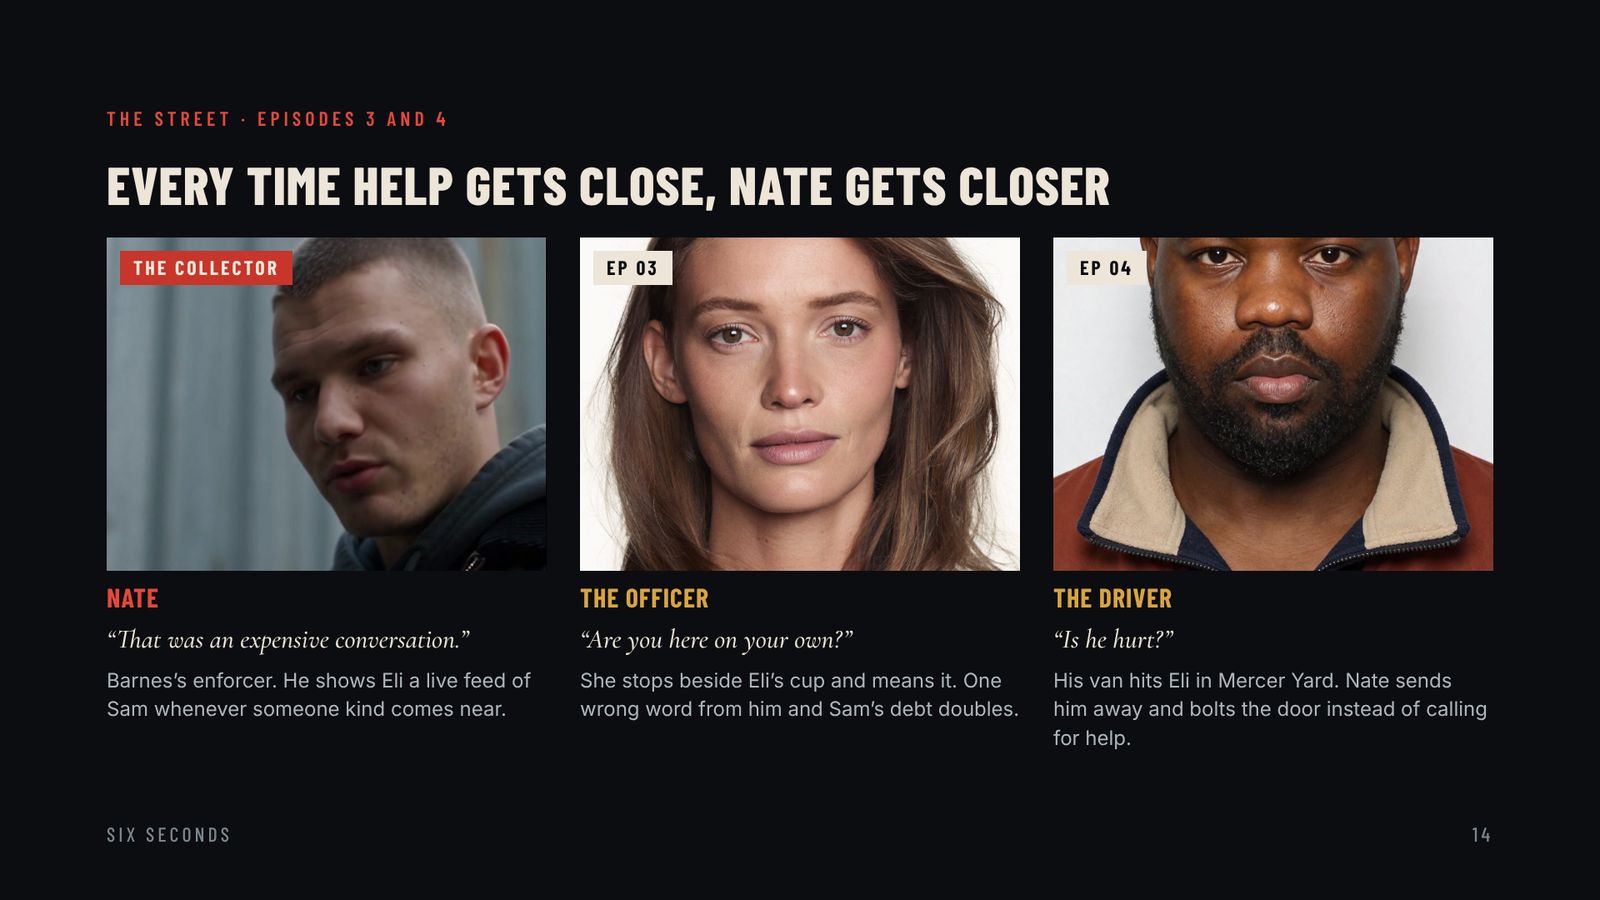 THE STREET · EPISODES 3 AND 4
EVERY TIME HELP GETS CLOSE, NATE GETS CLOSER
THE COLLECTOR
NATE
“That was an expensive conversation.”
Barnes’s enforcer. He shows Eli a live feed of
Sam whenever someone kind comes near.
EP 03
THE OFFICER
“Are you here on your own?”
She stops beside Eli’s cup and means it. One
wrong word from him and Sam’s debt doubles.
EP 04
THE DRIVER
“Is he hurt?”
His van hits Eli in Mercer Yard. Nate sends
him away and bolts the door instead of calling
for help.
SIX SECONDS
14